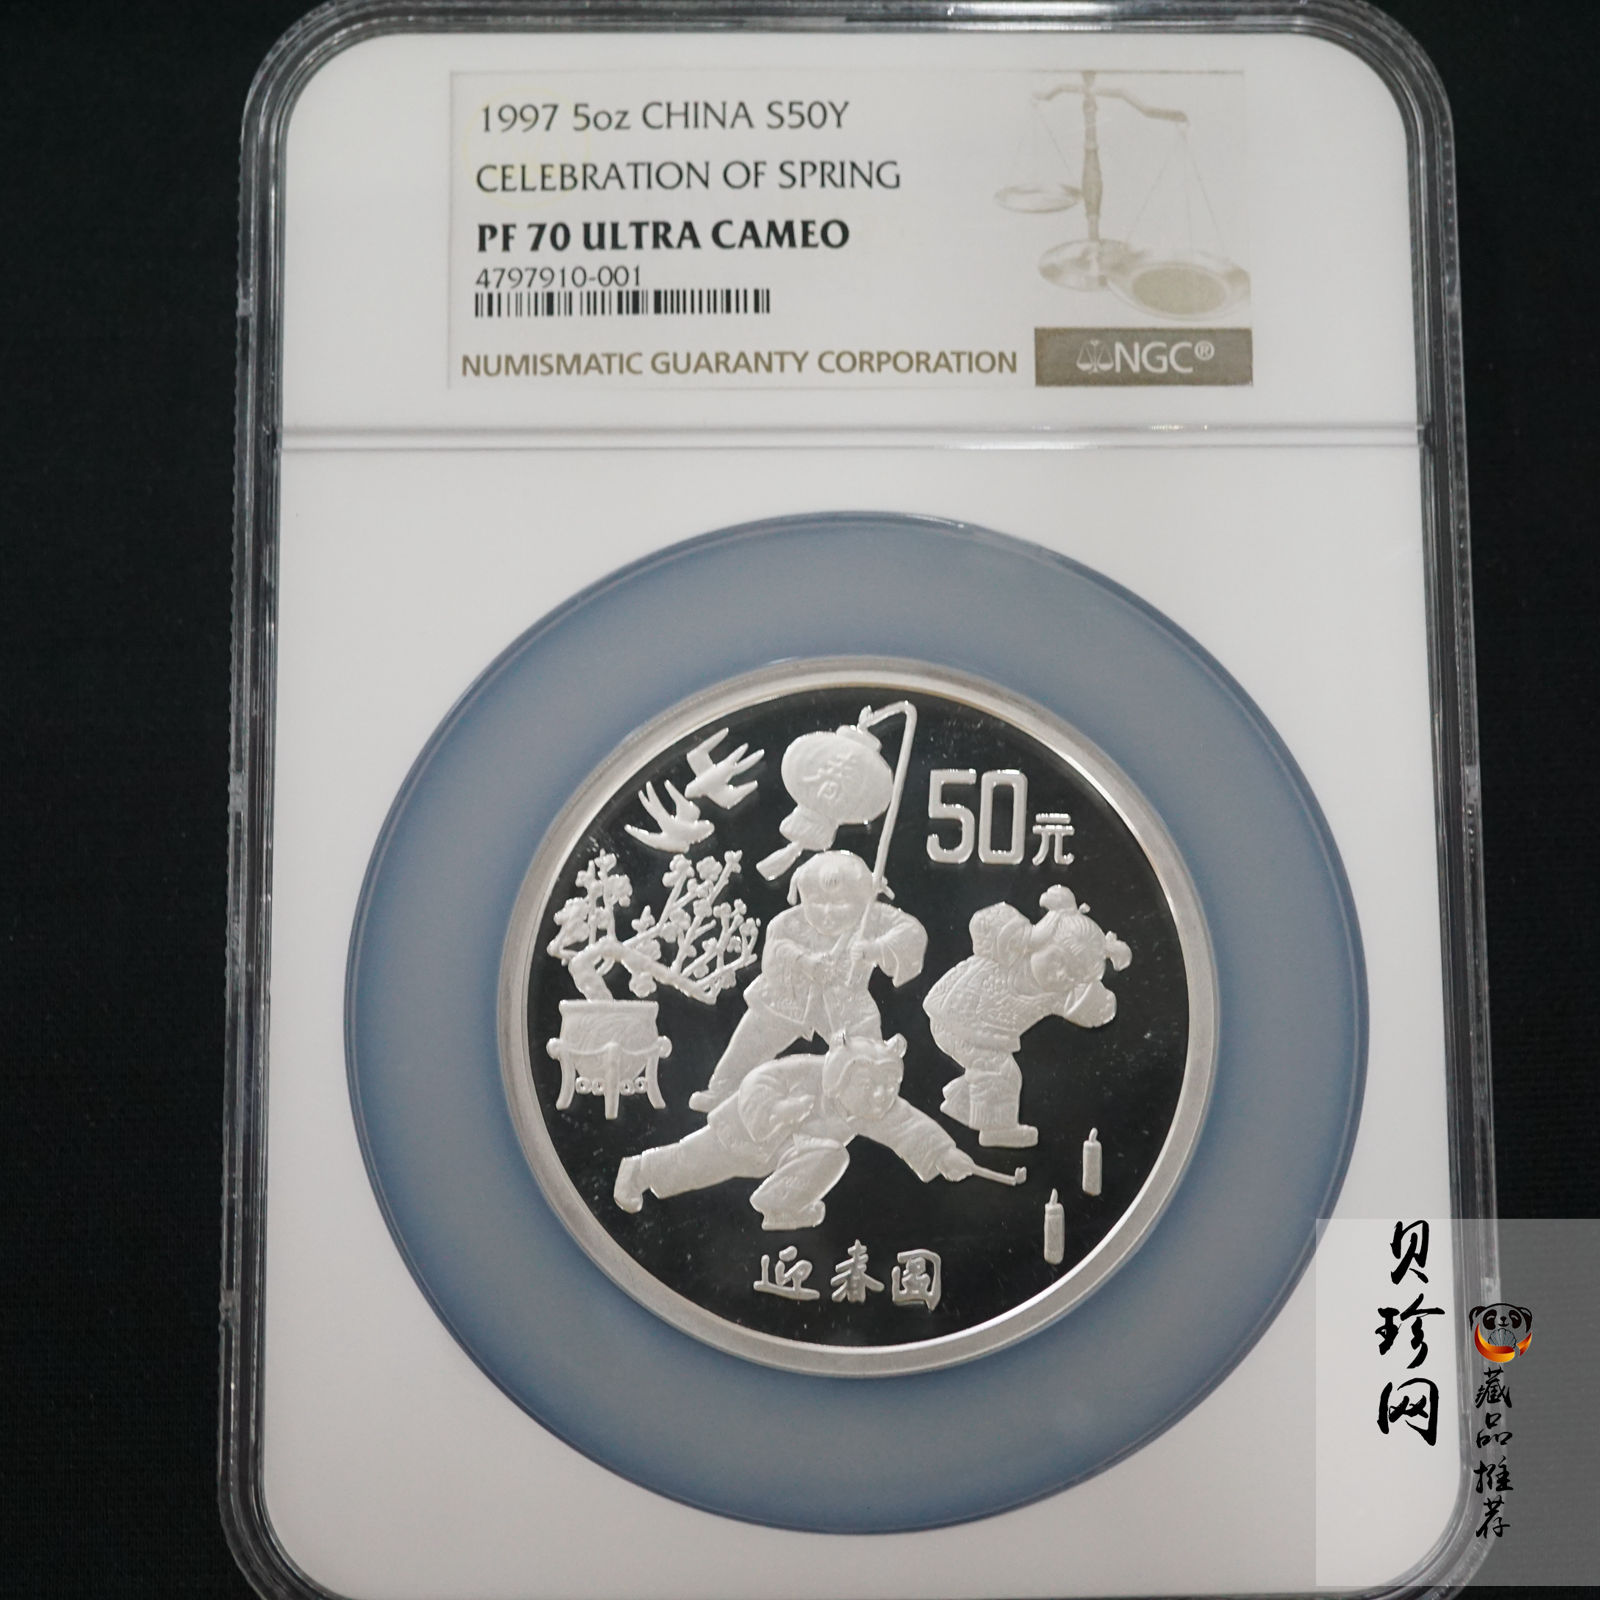 1997 5oz CHINA S50Y
CELEBRATION OF SPRING
PF 70 ULTRA CAMEO
4797910-001
NUMISMATIC GUARANTY CORPORATION
NGC®
50元
迎春图
贝珍网
藏品推荐